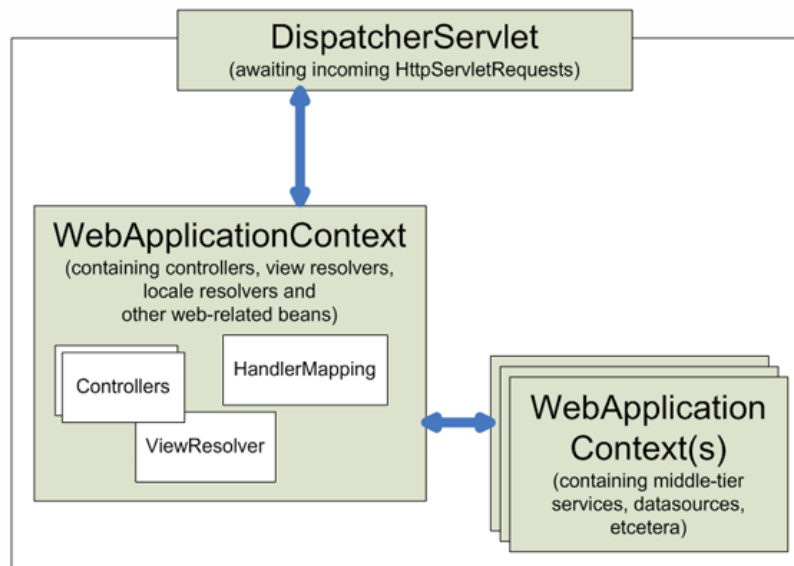 DispatcherServlet
(awaiting incoming HttpServletRequests)
WebApplicationContext
(containing controllers, view resolvers,
locale resolvers and
other web-related beans)
HandlerMapping
Controllers
ViewResolver
WebApplication
Context(s)
(containing middle-tier
services, datasources,
etcetera)